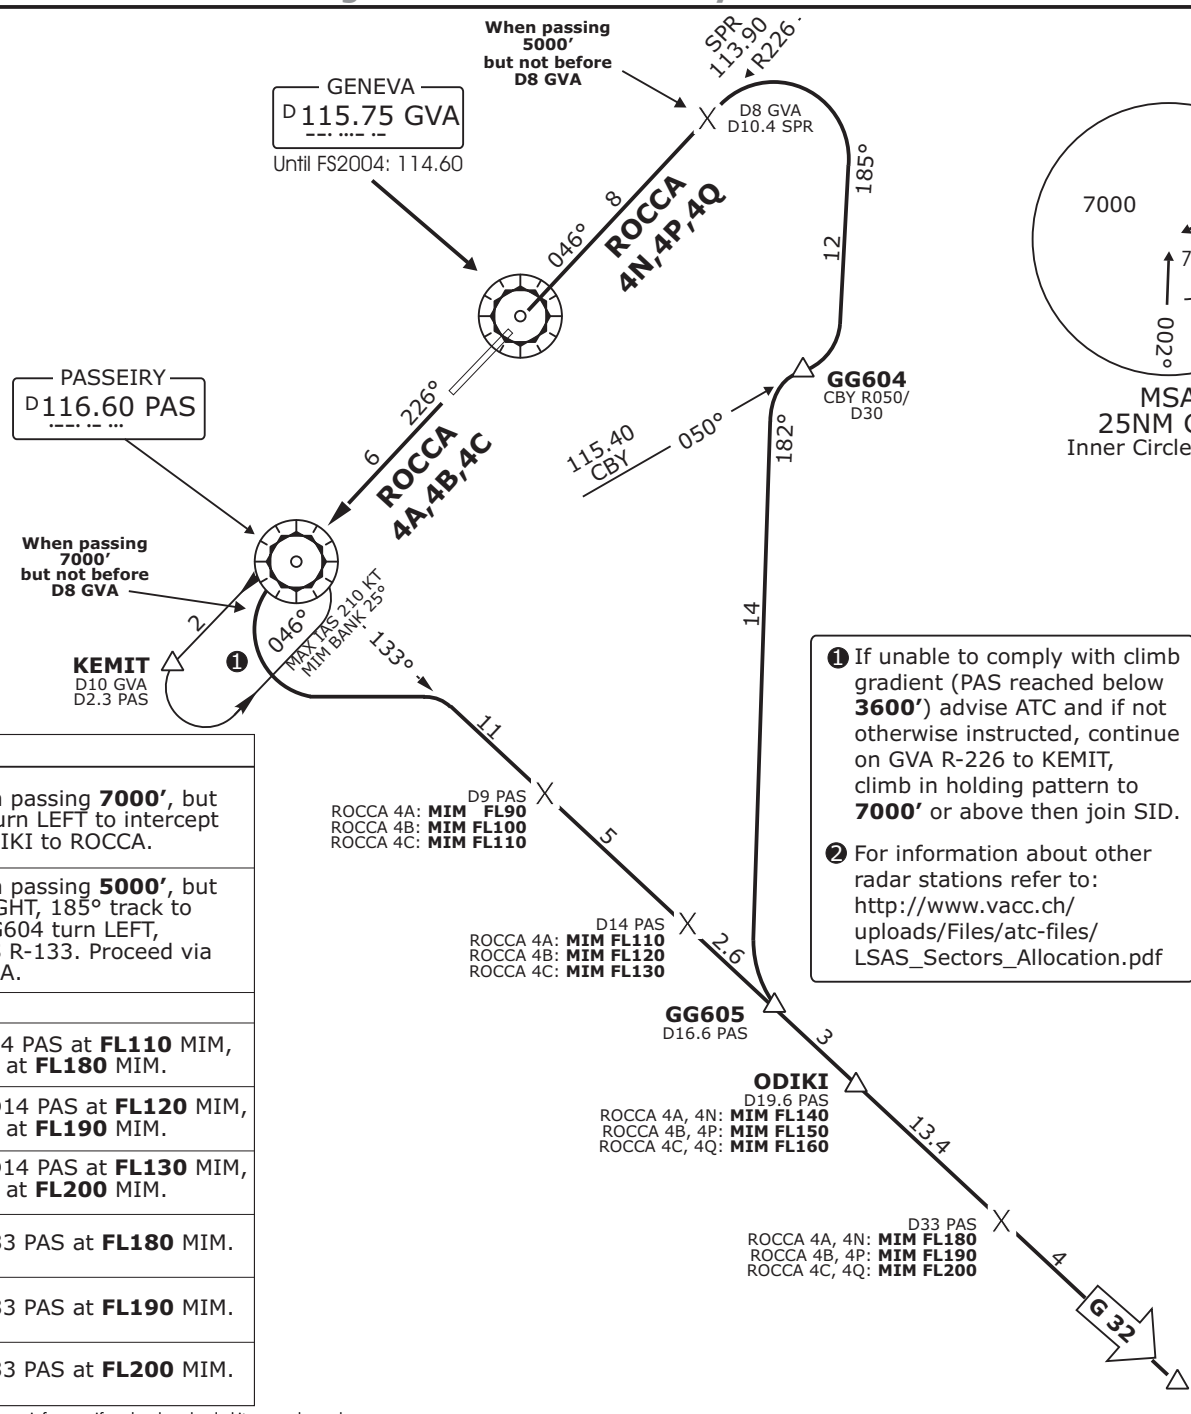 When passing
5000’
but not before
D8 GVA
SPR
113.90
R226
GENEVA
D 115.75 GVA
Until FS2004: 114.60
D8 GVA
D10.4 SPR
185°
8
046°
ROCCA
4N,4P,4Q
12
7000
7
002°
MSA
25NM
Inner Circle
PASSEIRY
D 116.60 PAS
226°
6
ROCCA
4A,4B,4C
GG604
CBY R050/
D30
115.40
CBY
050°
182°
When passing
7000’
but not before
D8 GVA
2
046°
MAX IAS 210 KT
MIM BANK 25°
133°
KEMIT
D10 GVA
D2.3 PAS
1
14
11
1 If unable to comply with climb
gradient (PAS reached below
3600’) advise ATC and if not
otherwise instructed, continue
on GVA R-226 to KEMIT,
climb in holding pattern to
7000’ or above then join SID.
2 For information about other
radar stations refer to:
http://www.vacc.ch/
uploads/Files/atc-files/
LSAS_Sectors_Allocation.pdf
D9 PAS
ROCCA 4A: MIM FL90
ROCCA 4B: MIM FL100
ROCCA 4C: MIM FL110
5
D14 PAS
ROCCA 4A: MIM FL110
ROCCA 4B: MIM FL120
ROCCA 4C: MIM FL130
2.6
GG605
D16.6 PAS
3
ODIKI
D19.6 PAS
ROCCA 4A, 4N: MIM FL140
ROCCA 4B, 4P: MIM FL150
ROCCA 4C, 4Q: MIM FL160
13.4
D33 PAS
ROCCA 4A, 4N: MIM FL180
ROCCA 4B, 4P: MIM FL190
ROCCA 4C, 4Q: MIM FL200
4
G 32
passing 7000’, but
LEFT to intercept
to ROCCA.
passing 5000’, but
185° track to
turn LEFT,
R-133. Proceed via
PAS at FL110 MIM,
at FL180 MIM.
PAS at FL120 MIM,
at FL190 MIM.
PAS at FL130 MIM,
at FL200 MIM.
PAS at FL180 MIM.
PAS at FL190 MIM.
PAS at FL200 MIM.